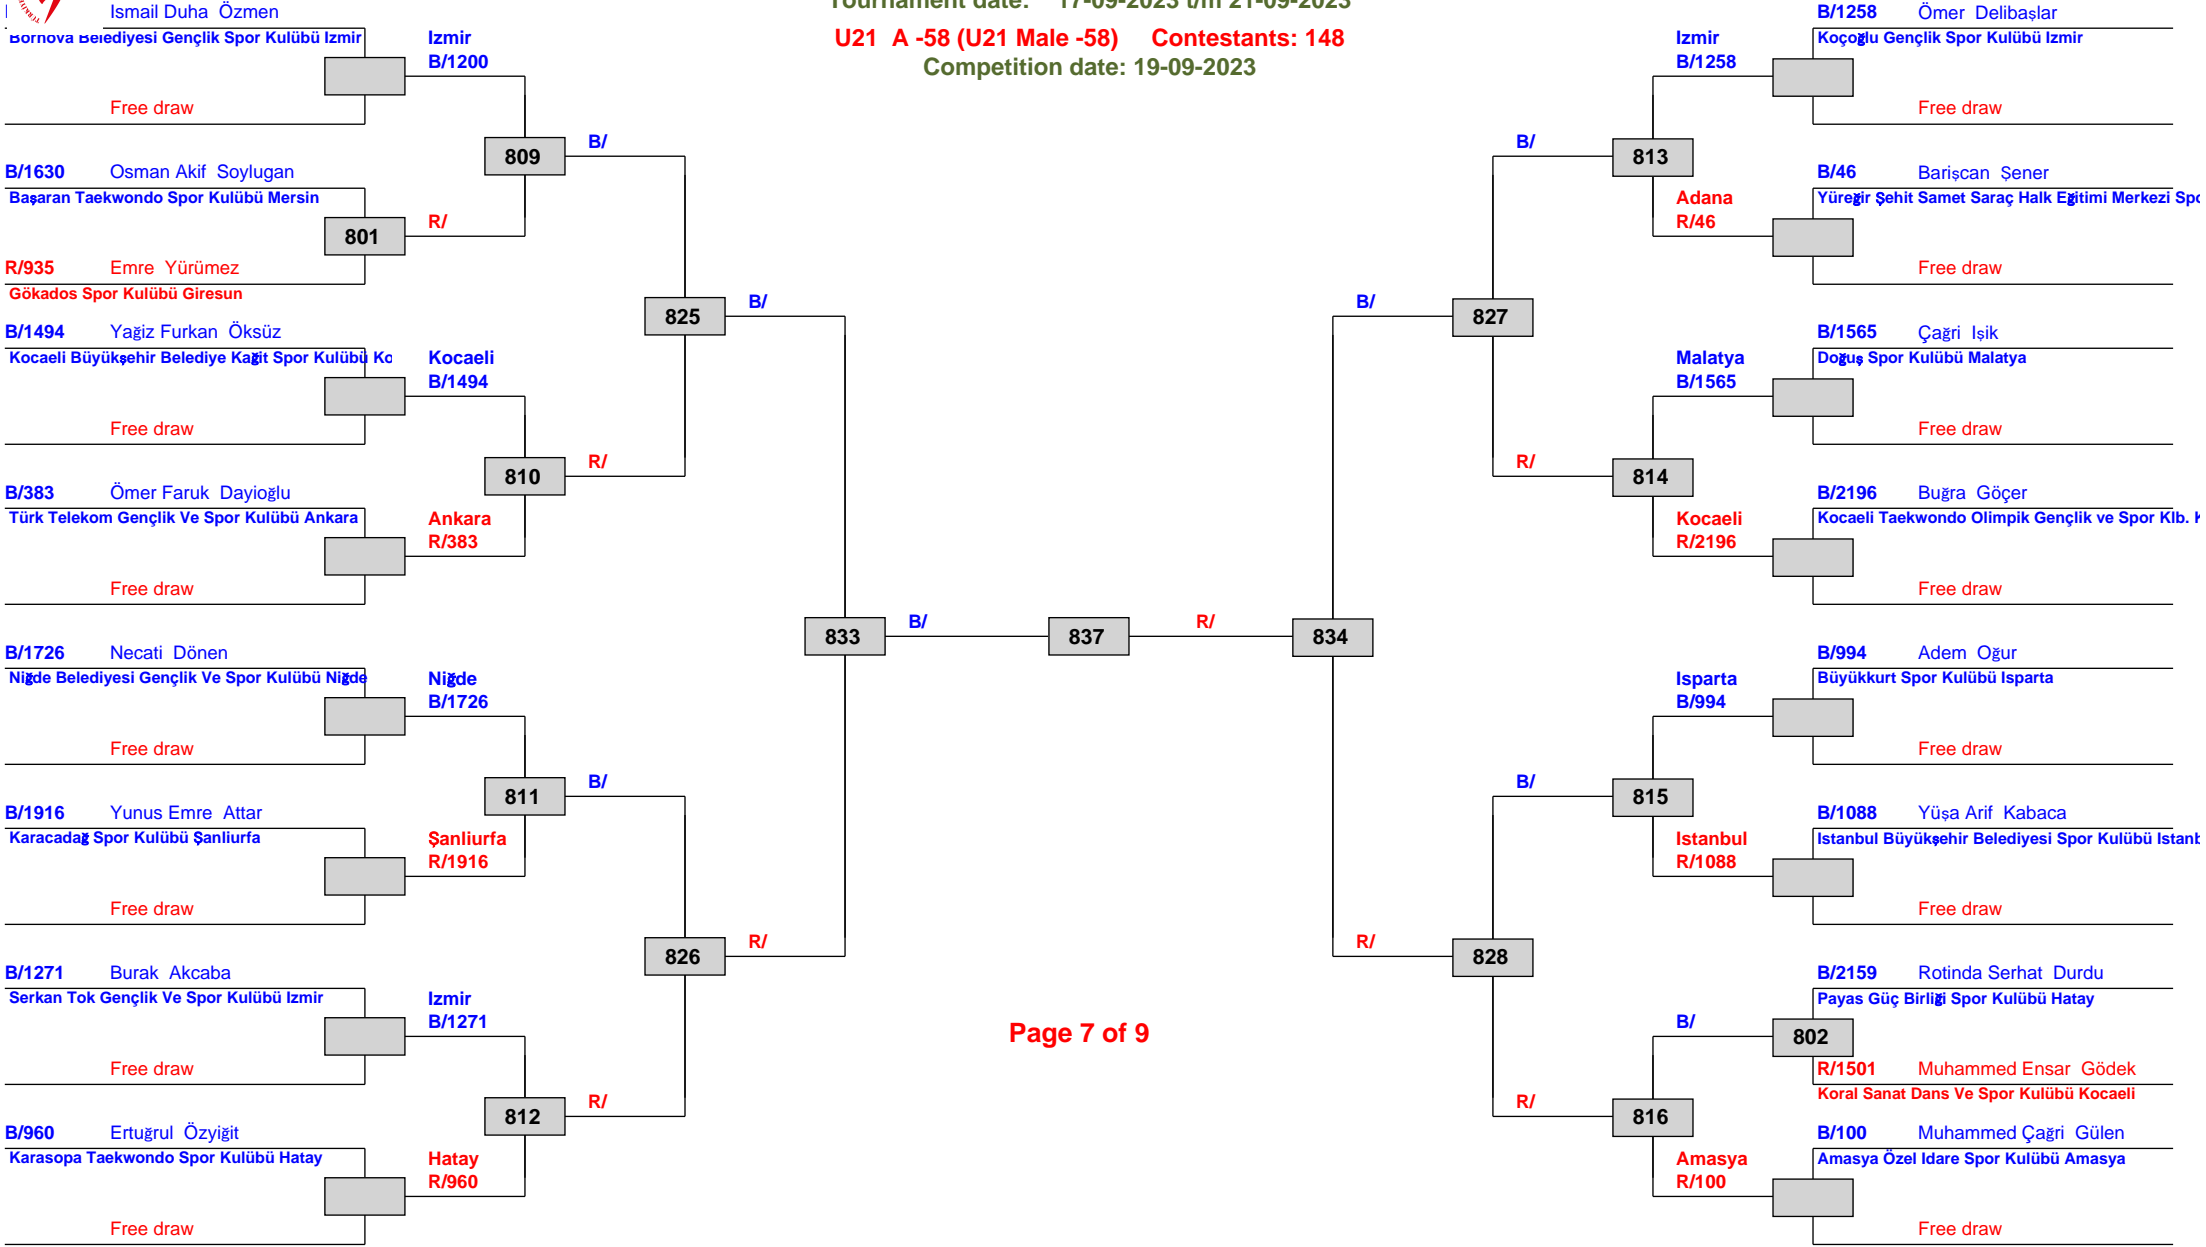 Tournament date: 17-09-2023 t/m 21-09-2023
U21 A -58 (U21 Male -58) Contestants: 148
Competition date: 19-09-2023
Ismail Duha Özmen
Bornova Belediyesi Gençlik Spor Kulübü Izmir
Free draw
Izmir
B/1200
B/1630 Osman Akif Soylugan
Başaran Taekwondo Spor Kulübü Mersin
801
R/
R/935 Emre Yürümez
Gökados Spor Kulübü Giresun
809
B/
B/1494 Yağiz Furkan Öksüz
Kocaeli Büyükşehir Belediye Kağit Spor Kulübü Ko
Free draw
Kocaeli
B/1494
B/383 Ömer Faruk Dayioğlu
Türk Telekom Gençlik Ve Spor Kulübü Ankara
Free draw
Ankara
R/383
810
R/
825
B/
B/1726 Necati Dönen
Niğde Belediyesi Gençlik Ve Spor Kulübü Niğde
Free draw
Niğde
B/1726
B/1916 Yunus Emre Attar
Karacadağ Spor Kulübü Şanliurfa
Free draw
Şanliurfa
R/1916
811
B/
B/1271 Burak Akcaba
Serkan Tok Gençlik Ve Spor Kulübü Izmir
Free draw
Izmir
B/1271
B/960 Ertuğrul Özyiğit
Karasopa Taekwondo Spor Kulübü Hatay
Free draw
Hatay
R/960
812
R/
826
R/
833
B/
837
R/
834
B/
827
R/
828
B/
813
R/
814
B/
815
R/
816
B/1258 Ömer Delibaşlar
Koçoğlu Gençlik Spor Kulübü Izmir
Free draw
Izmir
B/1258
B/46 Barişcan Şener
Yüreğir Şehit Samet Saraç Halk Eğitimi Merkezi Spo
Free draw
Adana
R/46
B/1565 Çağri Işik
Doğuş Spor Kulübü Malatya
Free draw
Malatya
B/1565
B/2196 Buğra Göçer
Kocaeli Taekwondo Olimpik Gençlik ve Spor Klb. K
Free draw
Kocaeli
R/2196
B/994 Adem Oğur
Büyükkurt Spor Kulübü Isparta
Free draw
Isparta
B/994
B/1088 Yüşa Arif Kabaca
Istanbul Büyükşehir Belediyesi Spor Kulübü Istanb
Free draw
Istanbul
R/1088
B/2159 Rotinda Serhat Durdu
Payas Güç Birliği Spor Kulübü Hatay
802
B/
R/1501 Muhammed Ensar Gödek
Koral Sanat Dans Ve Spor Kulübü Kocaeli
B/100 Muhammed Çağri Gülen
Amasya Özel Idare Spor Kulübü Amasya
Free draw
Amasya
R/100
Page 7 of 9